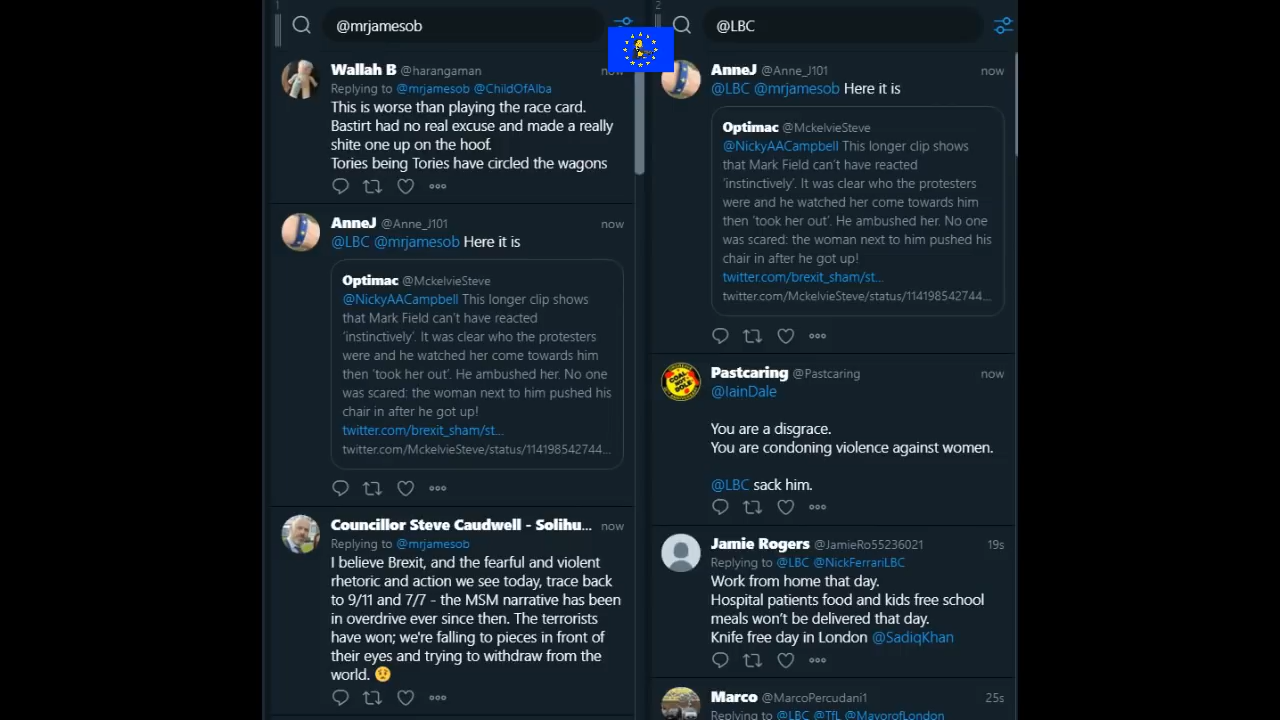 1
@mrjamesob
Wallah B @harangaman now
Replying to @mrjamesob @ChildOfAlba
This is worse than playing the race card.
Bastirt had no real excuse and made a really
shite one up on the hoof.
Tories being Tories have circled the wagons
AnneJ @Anne_J101 now
@LBC @mrjamesob Here it is
Optimac @MckelvieSteve
@NickyAACampbell This longer clip shows
that Mark Field can't have reacted
'instinctively'. It was clear who the protesters
were and he watched her come towards him
then 'took her out'. He ambushed her. No one
was scared: the woman next to him pushed his
chair in after he got up!
twitter.com/brexit_sham/st...
twitter.com/MckelvieSteve/status/114198542744...
Councillor Steve Caudwell - Solihu... now
Replying to @mrjamesob
I believe Brexit, and the fearful and violent
rhetoric and action we see today, trace back
to 9/11 and 7/7 - the MSM narrative has been
in overdrive ever since then. The terrorists
have won; we're falling to pieces in front of
their eyes and trying to withdraw from the
world. 😟
2
@LBC
AnneJ @Anne_J101 now
@LBC @mrjamesob Here it is
Optimac @MckelvieSteve
@NickyAACampbell This longer clip shows
that Mark Field can't have reacted
'instinctively'. It was clear who the protesters
were and he watched her come towards him
then 'took her out'. He ambushed her. No one
was scared: the woman next to him pushed his
chair in after he got up!
twitter.com/brexit_sham/st...
twitter.com/MckelvieSteve/status/114198542744...
Pastcaring @Pastcaring now
@IainDale
You are a disgrace.
You are condoning violence against women.
@LBC sack him.
COAL NOT DOLE
Jamie Rogers @JamieRo55236021 19s
Replying to @LBC @NickFerrariLBC
Work from home that day.
Hospital patients food and kids free school
meals won't be delivered that day.
Knife free day in London @SadiqKhan
Marco @MarcoPercudani1 25s
Replying to @LBC @TfL @MayorofLondon